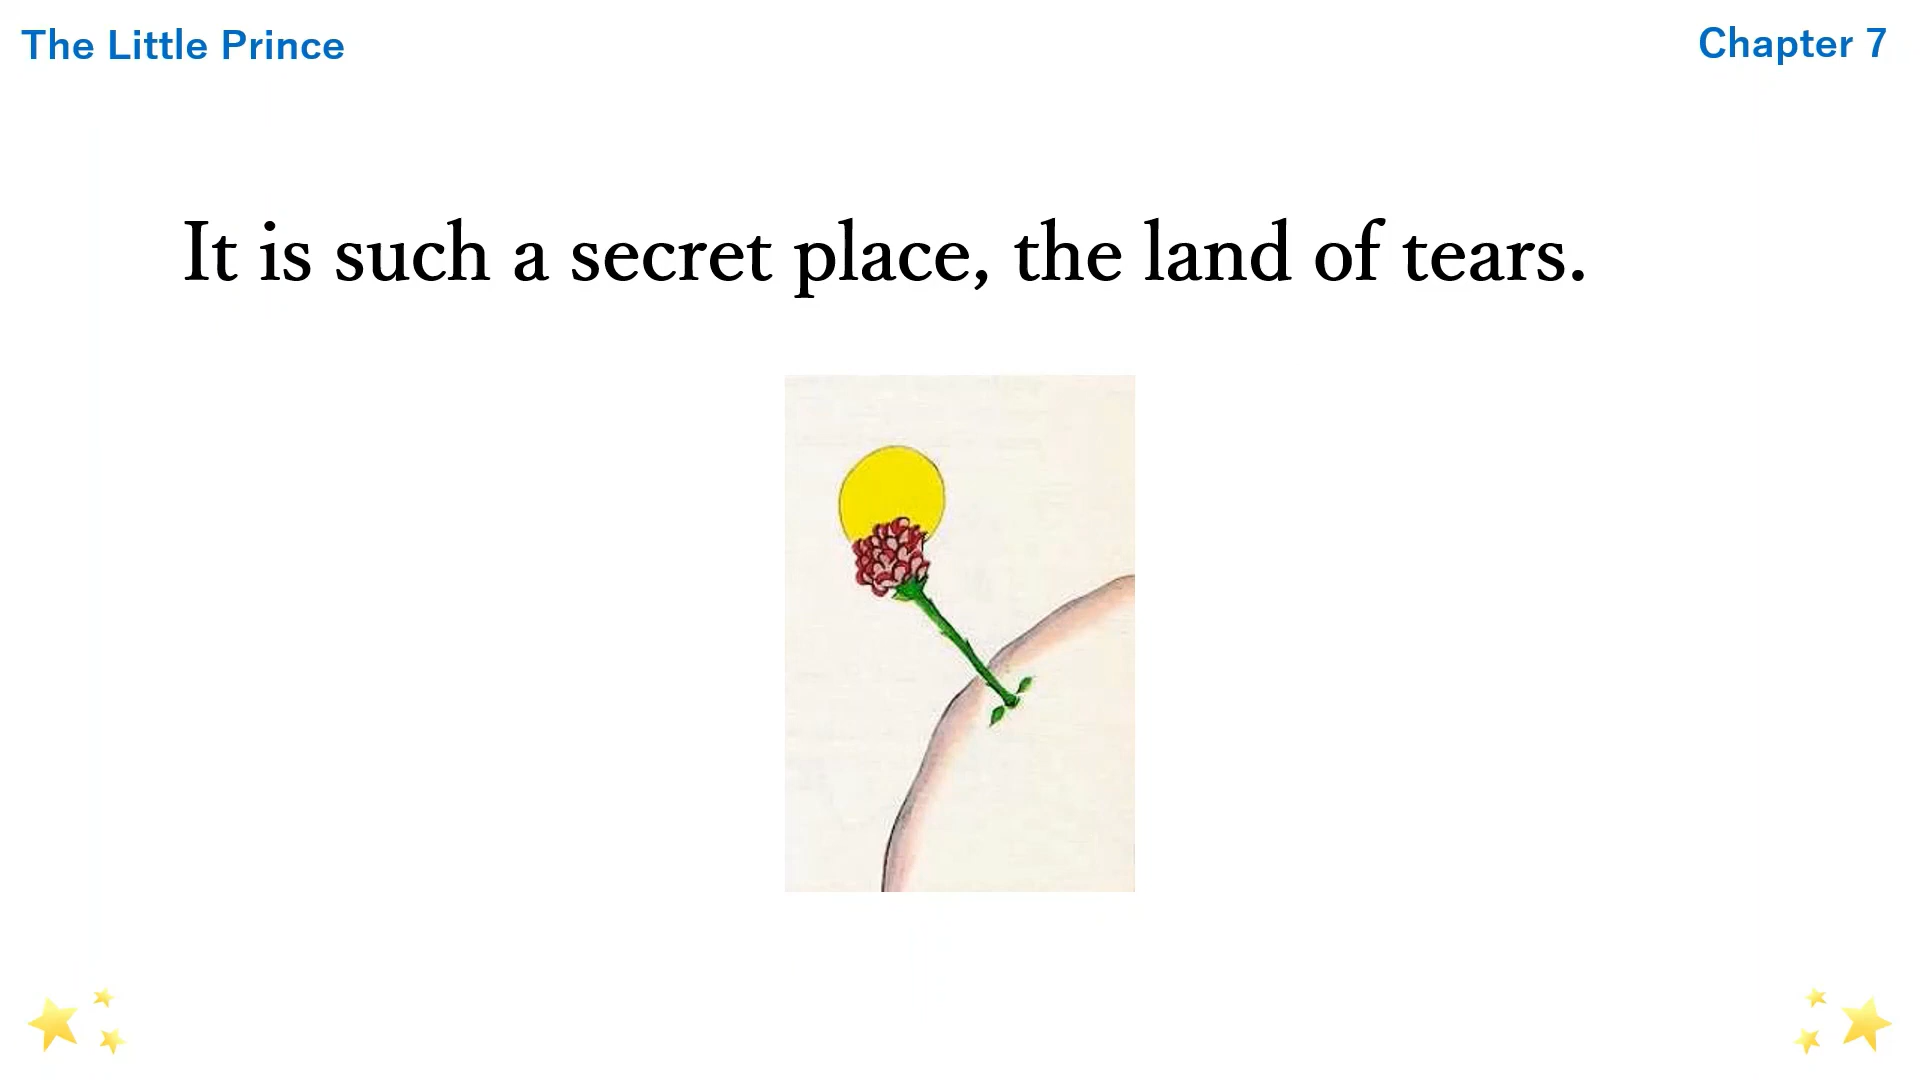 The Little Prince
Chapter 7
It is such a secret place, the land of tears.